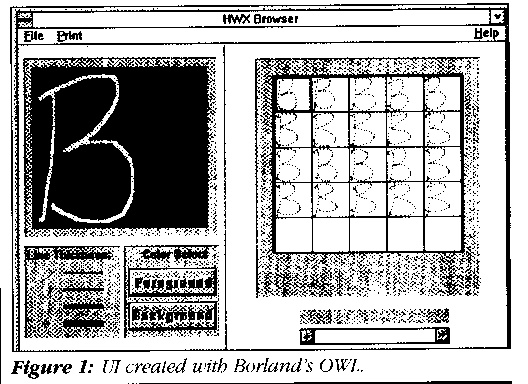 HWX Browser
File Print Help
B
Line Thickness: Color Select
Foreground
Background
Figure 1: UI created with Borland's OWL.